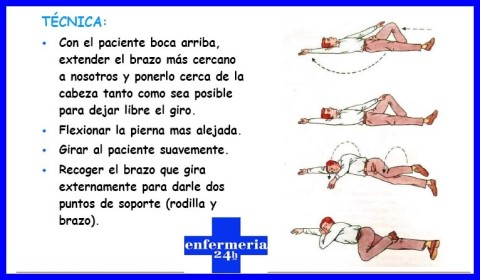 TÉCNICA:
• Con el paciente boca arriba,
extender el brazo más cercano
a nosotros y ponerlo cerca de la
cabeza tanto como sea posible
para dejar libre el giro.
• Flexionar la pierna mas alejada.
• Girar al paciente suavemente.
• Recoger el brazo que gira
externamente para darle dos
puntos de soporte (rodilla y
brazo).
enfermeria
24h